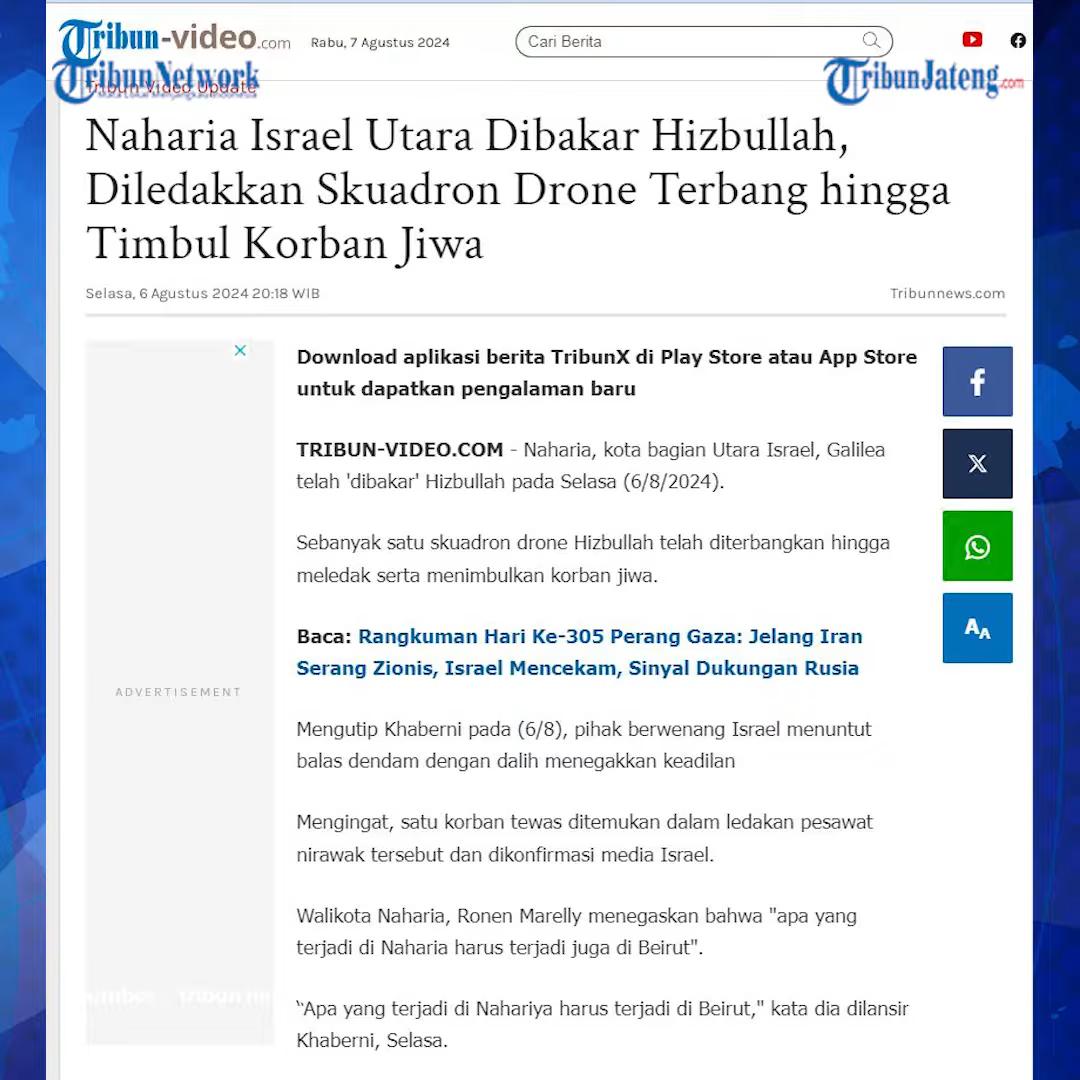 Tribun-video.com
Rabu, 7 Agustus 2024
Cari Berita
TribunNetwork
Tribun Video Update
TribunJateng.com
Naharia Israel Utara Dibakar Hizbullah,
Diledakkan Skuadron Drone Terbang hingga
Timbul Korban Jiwa
Selasa, 6 Agustus 2024 20:18 WIB
Tribunnews.com
Download aplikasi berita TribunX di Play Store atau App Store
untuk dapatkan pengalaman baru
TRIBUN-VIDEO.COM - Naharia, kota bagian Utara Israel, Galilea
telah 'dibakar' Hizbullah pada Selasa (6/8/2024).
Sebanyak satu skuadron drone Hizbullah telah diterbangkan hingga
meledak serta menimbulkan korban jiwa.
Baca: Rangkuman Hari Ke-305 Perang Gaza: Jelang Iran
Serang Zionis, Israel Mencekam, Sinyal Dukungan Rusia
ADVERTISEMENT
Mengutip Khaberni pada (6/8), pihak berwenang Israel menuntut
balas dendam dengan dalih menegakkan keadilan
Mengingat, satu korban tewas ditemukan dalam ledakan pesawat
nirawak tersebut dan dikonfirmasi media Israel.
Walikota Naharia, Ronen Marelly menegaskan bahwa "apa yang
terjadi di Naharia harus terjadi juga di Beirut".
“Apa yang terjadi di Nahariya harus terjadi di Beirut," kata dia dilansir
Khaberni, Selasa.